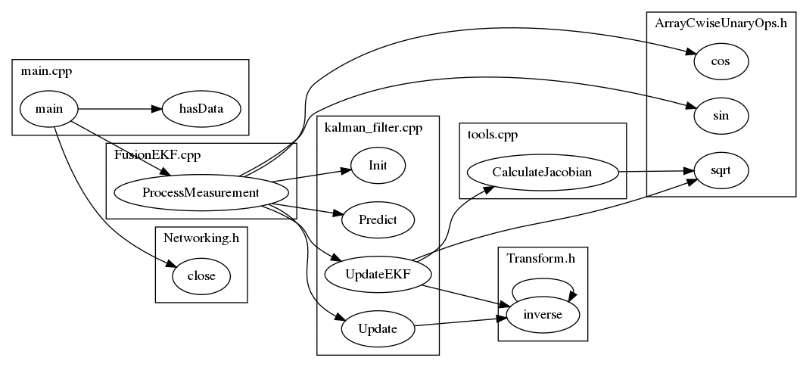 ArrayCwiseUnaryOps.h
cos
sin
sqrt
main.cpp
main
hasData
FusionEKF.cpp
ProcessMeasurement
Networking.h
close
kalman_filter.cpp
Init
Predict
UpdateEKF
Update
tools.cpp
CalculateJacobian
Transform.h
inverse